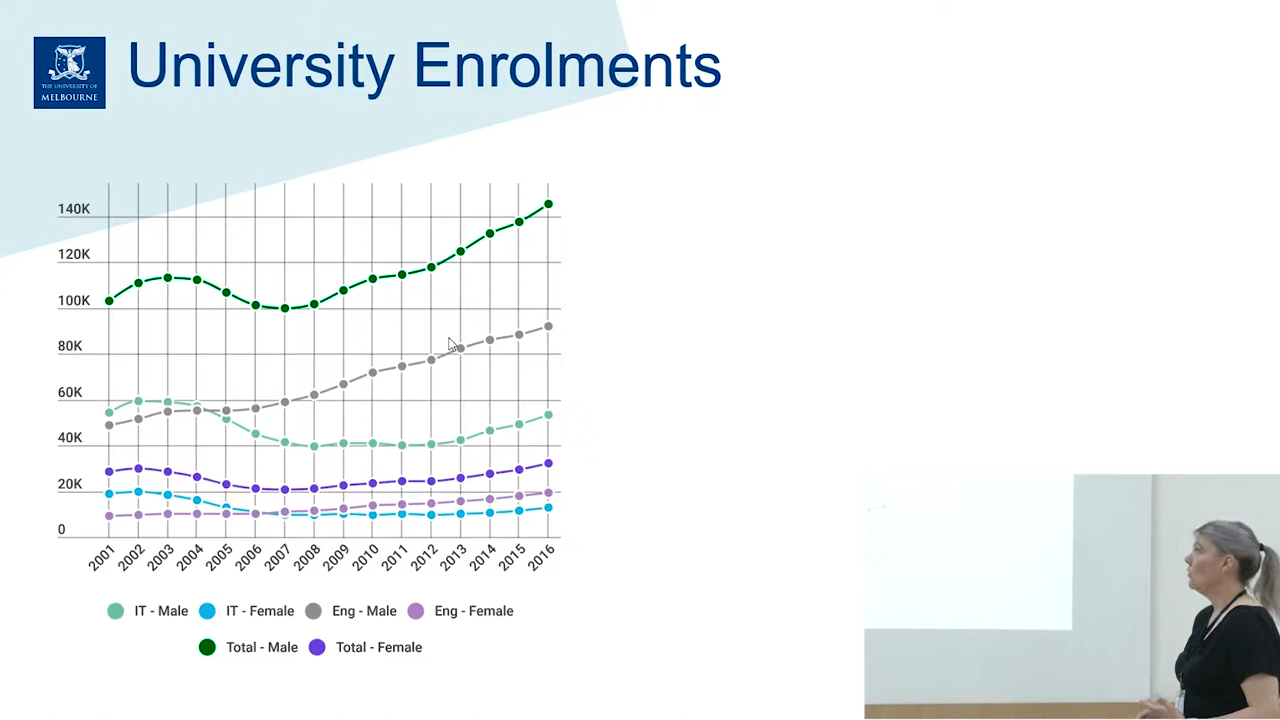 University Enrolments
THE UNIVERSITY OF
MELBOURNE
140K
120K
100K
80K
60K
40K
20K
0
2001 2002 2003 2004 2005 2006 2007 2008 2009 2010 2011 2012 2013 2014 2015 2016
IT - Male IT - Female Eng - Male Eng - Female
Total - Male Total - Female